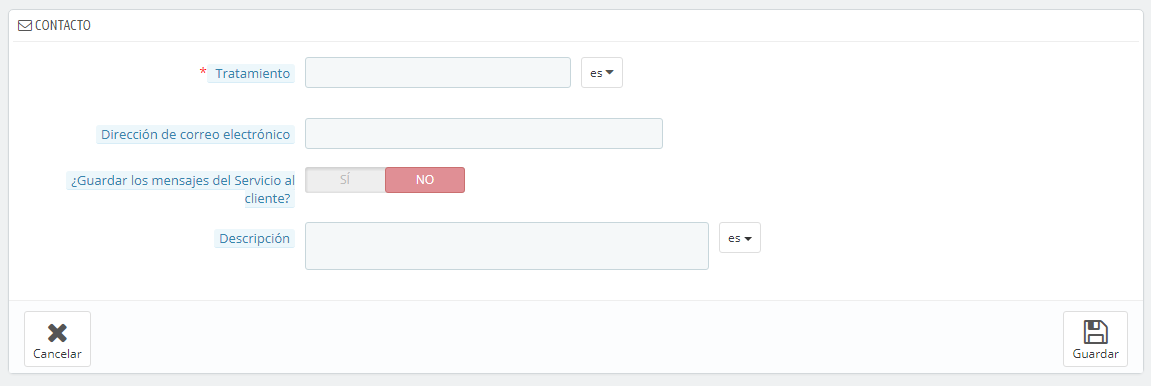 CONTACTO
* Tratamiento
es
Dirección de correo electrónico
¿Guardar los mensajes del Servicio al
cliente?
SÍ
NO
Descripción
es
Cancelar
Guardar